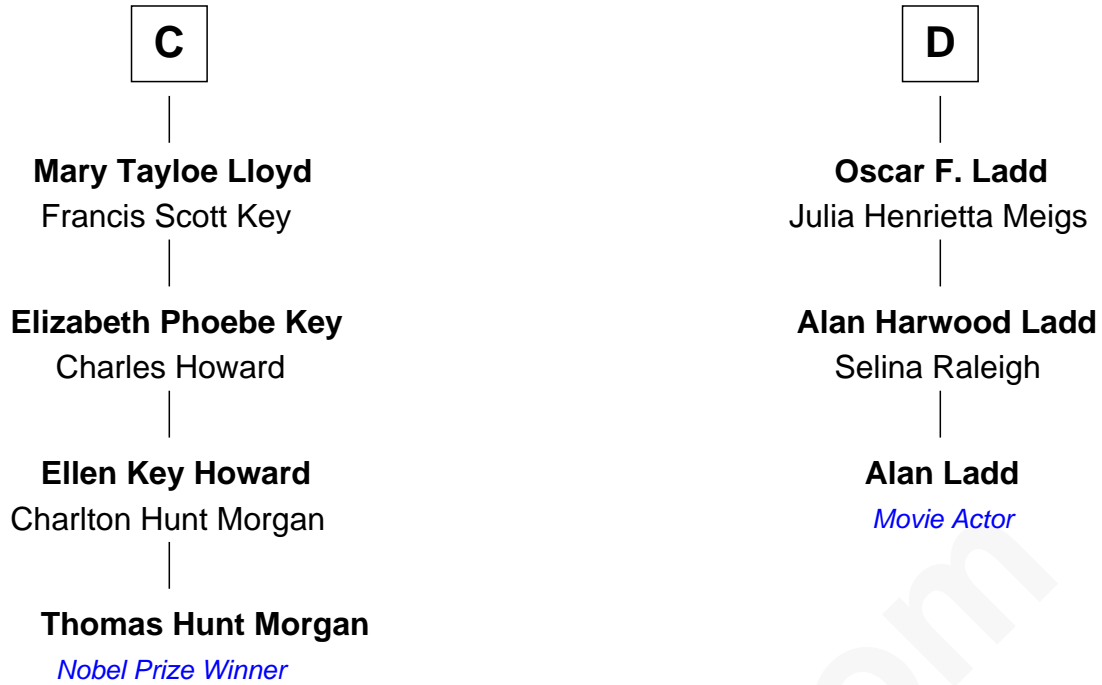 C
Mary Tayloe Lloyd
Francis Scott Key
Elizabeth Phoebe Key
Charles Howard
Ellen Key Howard
Charlton Hunt Morgan
Thomas Hunt Morgan
Nobel Prize Winner
D
Oscar F. Ladd
Julia Henrietta Meigs
Alan Harwood Ladd
Selina Raleigh
Alan Ladd
Movie Actor
om